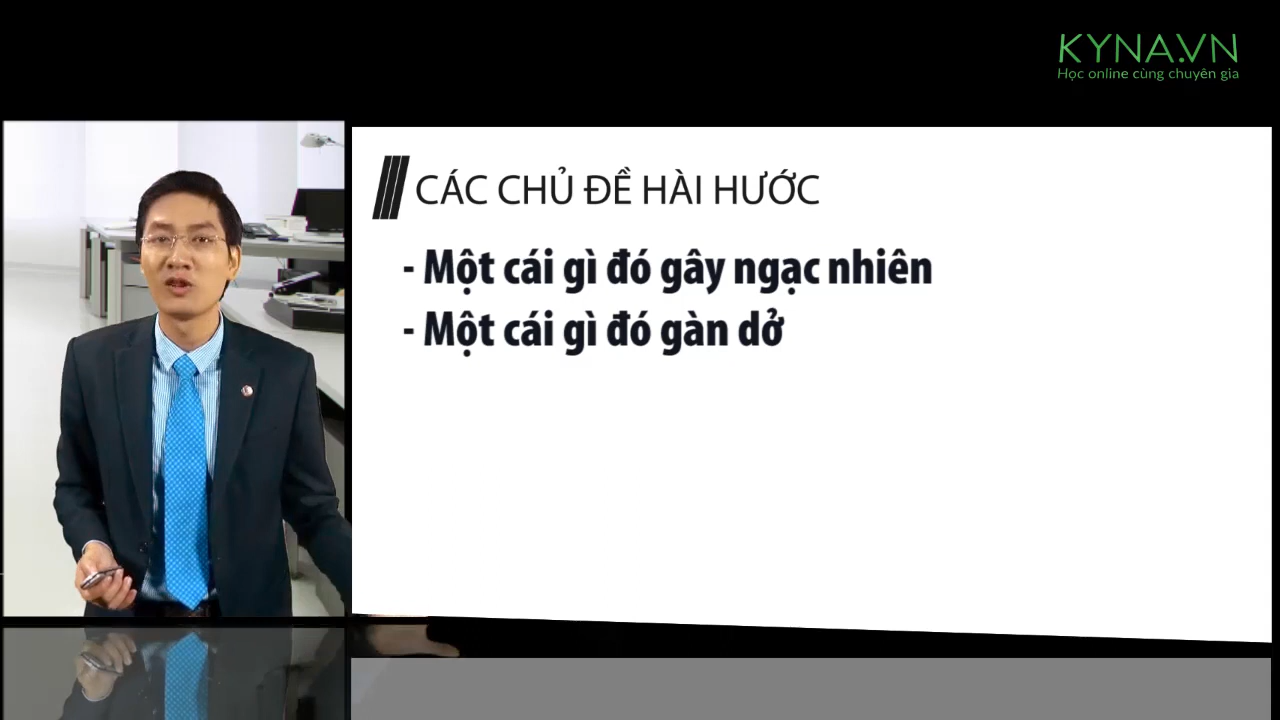 KYNA.VN
Học online cùng chuyên gia
CÁC CHỦ ĐỀ HÀI HƯỚC
- Một cái gì đó gây ngạc nhiên
- Một cái gì đó gàn dở